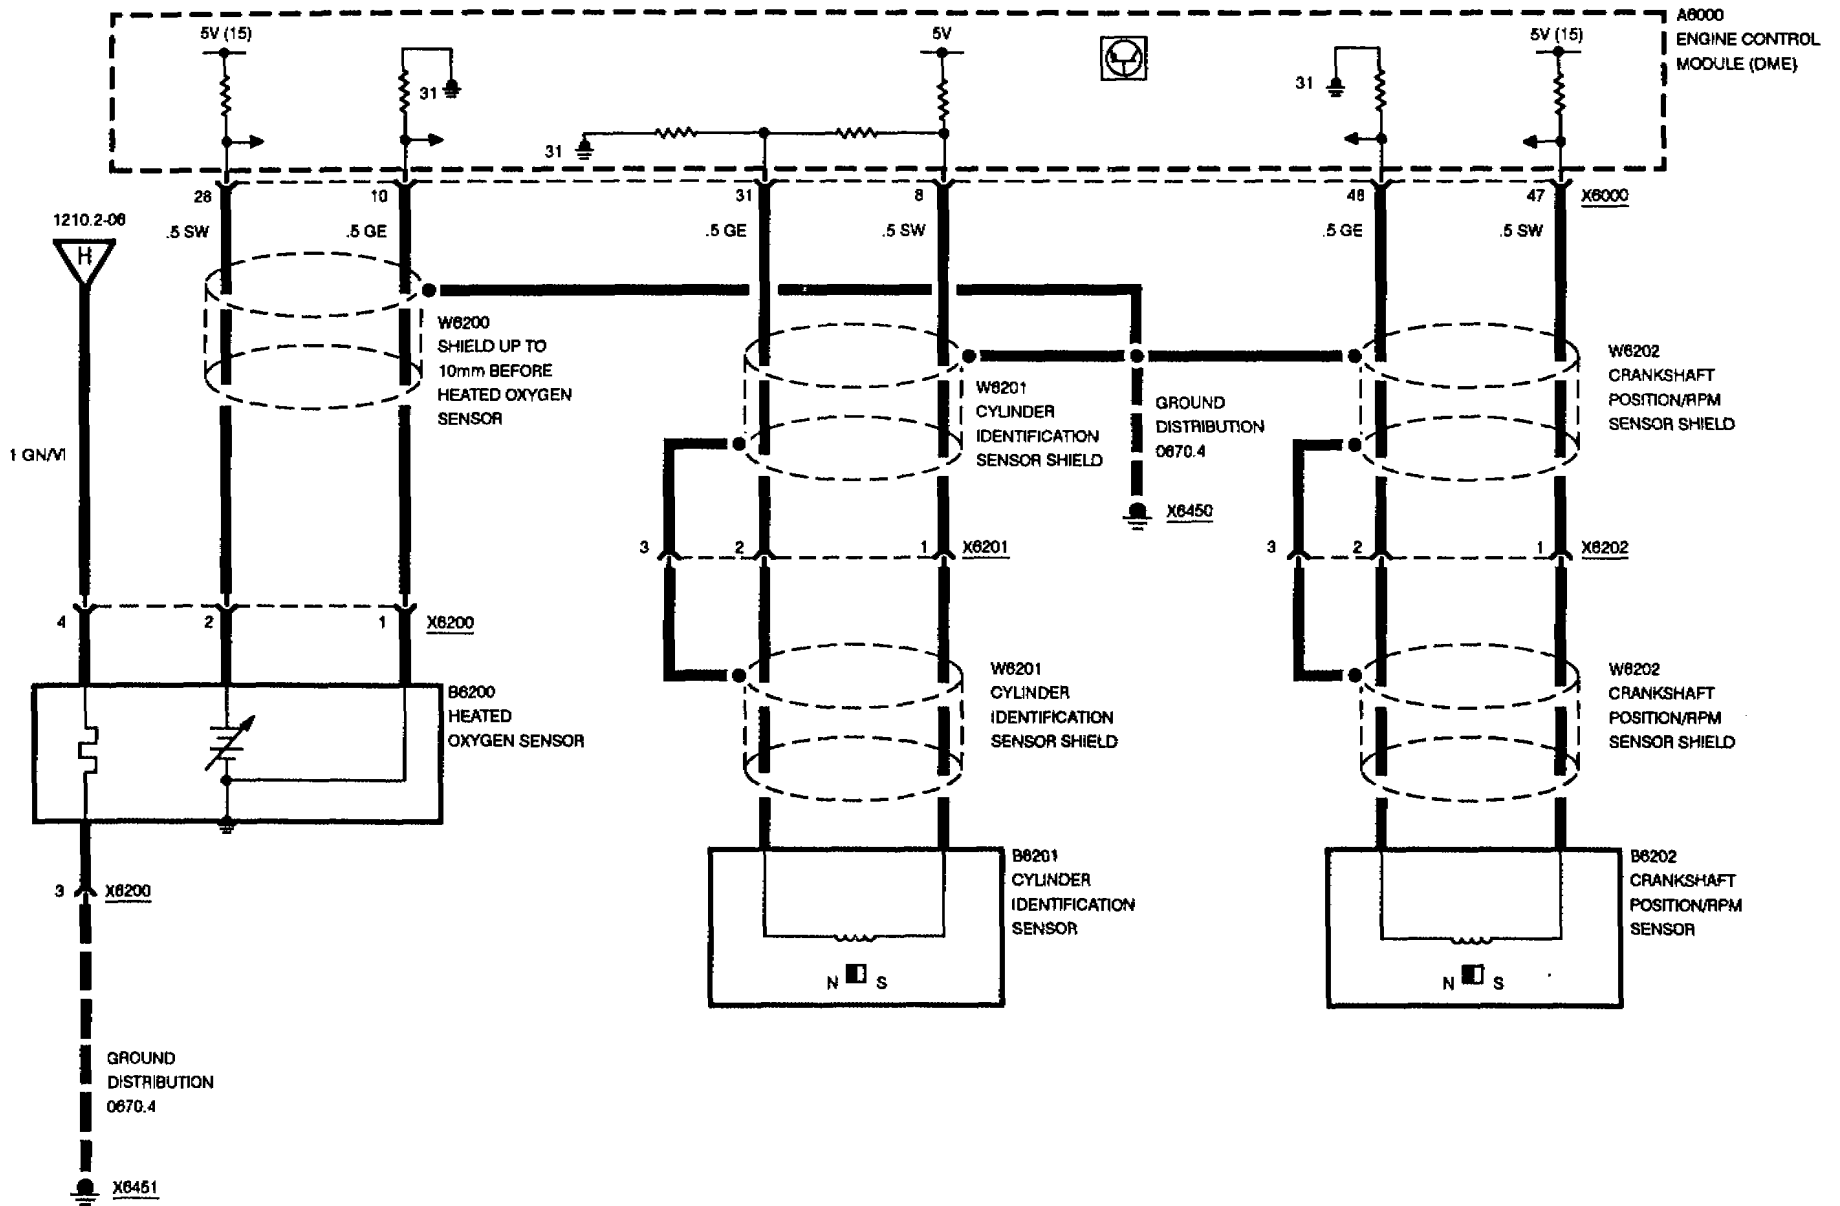 A6000
ENGINE CONTROL
MODULE (DME)
5V (15)
31
31
5V
31
5V (15)
28
10
31
8
48
47
X6000
.5 SW
.5 GE
.5 GE
.5 SW
.5 GE
.5 SW
1210.2-06
H
1 GN/VI
W6200
SHIELD UP TO
10mm BEFORE
HEATED OXYGEN
SENSOR
W6201
CYLINDER
IDENTIFICATION
SENSOR SHIELD
GROUND
DISTRIBUTION
0670.4
X6450
W6202
CRANKSHAFT
POSITION/RPM
SENSOR SHIELD
3
2
1
X6201
3
2
1
X6202
4
2
1
X6200
B6200
HEATED
OXYGEN SENSOR
W6201
CYLINDER
IDENTIFICATION
SENSOR SHIELD
W6202
CRANKSHAFT
POSITION/RPM
SENSOR SHIELD
3
X6200
B6201
CYLINDER
IDENTIFICATION
SENSOR
N
S
B6202
CRANKSHAFT
POSITION/RPM
SENSOR
N
S
GROUND
DISTRIBUTION
0670.4
X6451